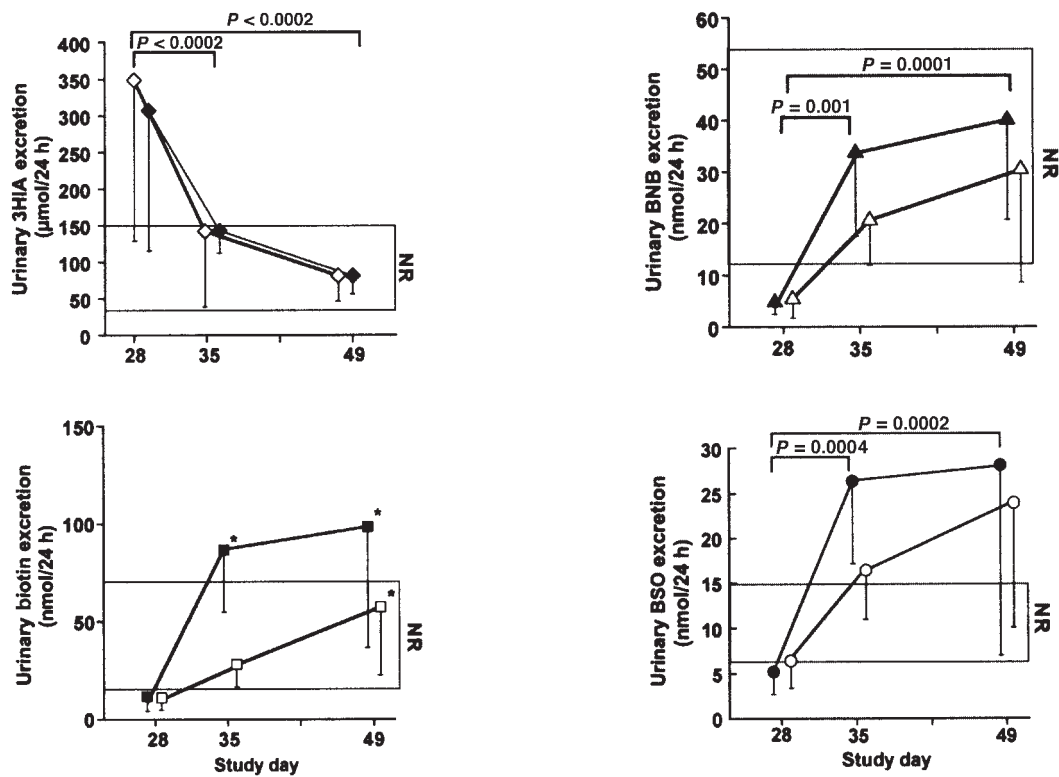 P < 0.0002
P < 0.0002
Urinary 3HIA excretion
(µmol/24 h)
400
350
300
250
200
150
100
50
0
28
35
49
NR
P = 0.0001
P = 0.001
Urinary BNB excretion
(nmol/24 h)
60
50
40
30
20
10
0
28
35
49
NR
Urinary biotin excretion
(nmol/24 h)
150
100
50
0
*
*
*
28
35
49
Study day
NR
P = 0.0002
P = 0.0004
Urinary BSO excretion
(nmol/24 h)
30
25
20
15
10
5
0
28
35
49
Study day
NR